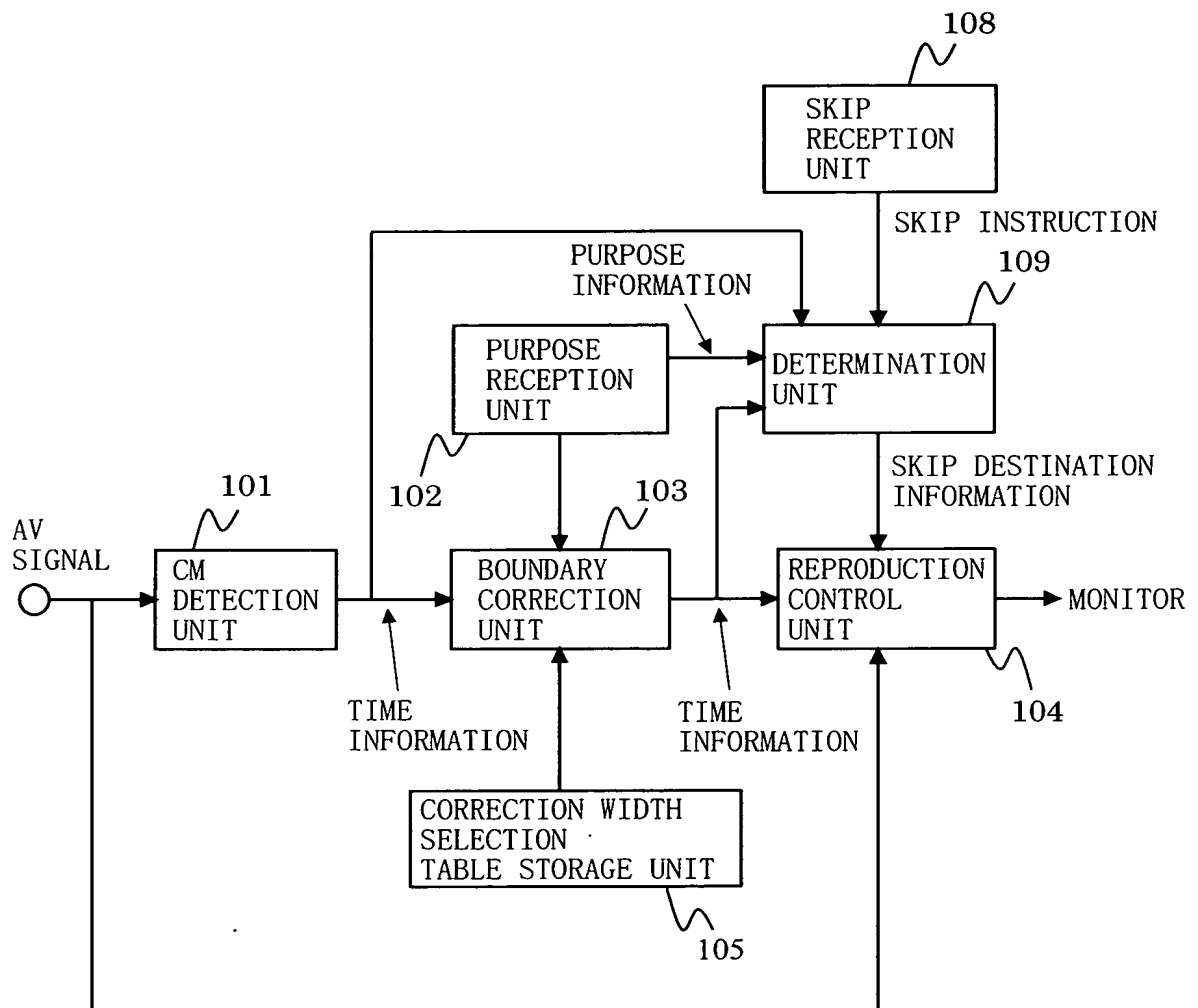 108
SKIP
RECEPTION
UNIT
SKIP INSTRUCTION
PURPOSE
INFORMATION
109
PURPOSE
RECEPTION
UNIT
DETERMINATION
UNIT
102
SKIP DESTINATION
INFORMATION
101
103
AV
SIGNAL
CM
DETECTION
UNIT
BOUNDARY
CORRECTION
UNIT
REPRODUCTION
CONTROL
UNIT
MONITOR
TIME
INFORMATION
TIME
INFORMATION
104
CORRECTION WIDTH
SELECTION
TABLE STORAGE UNIT
105